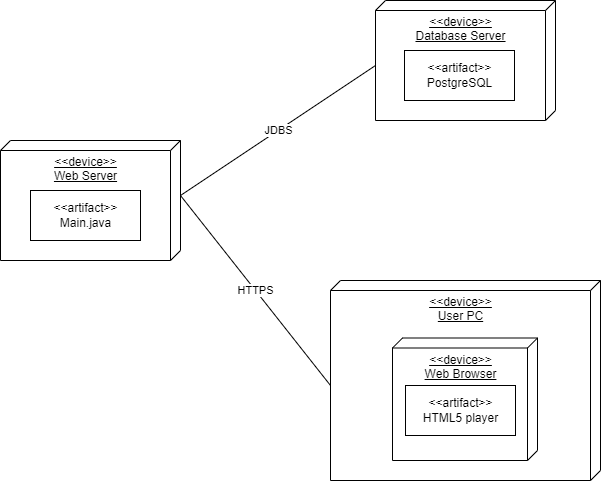 <<device>>
Database Server
<<artifact>>
PostgreSQL
JDBS
<<device>>
Web Server
<<artifact>>
Main.java
HTTPS
<<device>>
User PC
<<device>>
Web Browser
<<artifact>>
HTML5 player